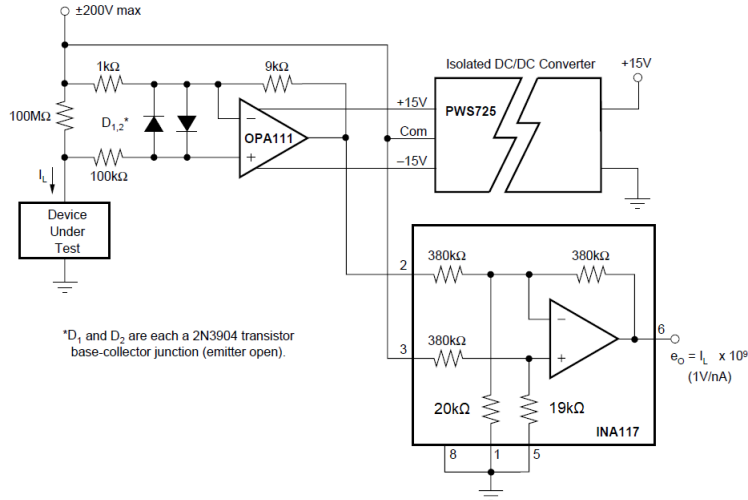 ±200V max
Isolated DC/DC Converter
+15V
1kΩ
9kΩ
100MΩ
D1,2*
+15V
PWS725
−
OPA111
Com
+
−15V
100kΩ
IL
Device
Under
Test
2
380kΩ
380kΩ
−
6
*D1 and D2 are each a 2N3904 transistor
base-collector junction (emitter open).
3
380kΩ
+
eO = IL x 10⁹
(1V/nA)
20kΩ
19kΩ
INA117
8
1
5